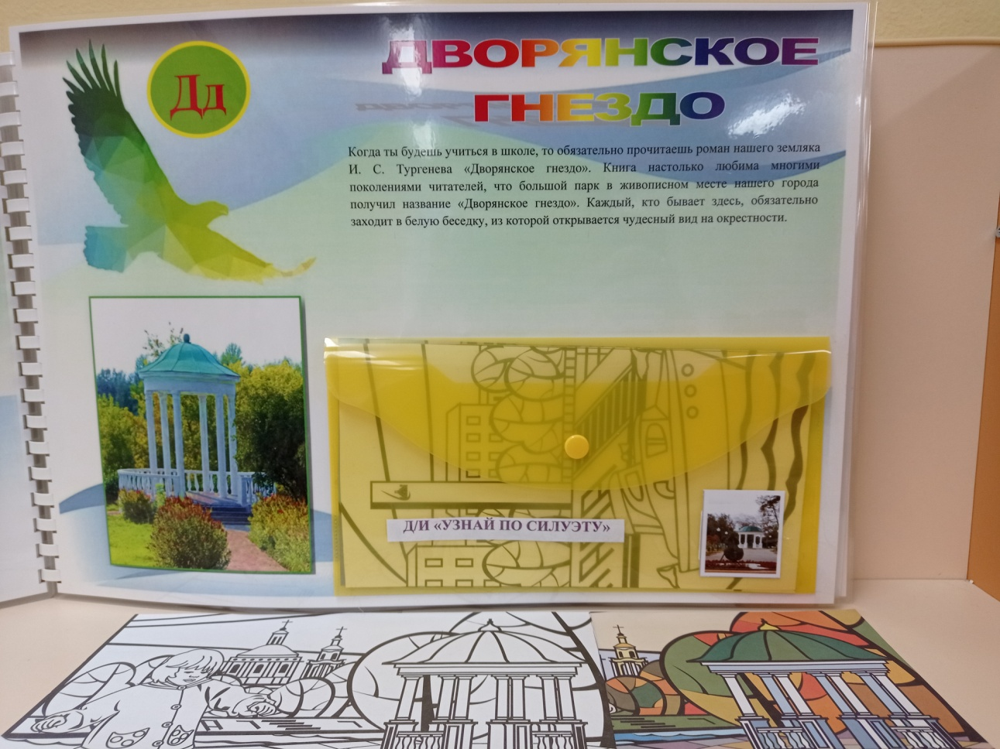 Дд
ДВОРЯНСКОЕ
ГНЕЗДО
Когда ты будешь учиться в школе, то обязательно прочитаешь роман нашего земляка
И. С. Тургенева «Дворянское гнездо». Книга настолько любима многими
поколениями читателей, что большой парк в живописном месте нашего города
получил название «Дворянское гнездо». Каждый, кто бывает здесь, обязательно
заходит в белую беседку, из которой открывается чудесный вид на окрестности.
Д/И «УЗНАЙ ПО СИЛУЭТУ»